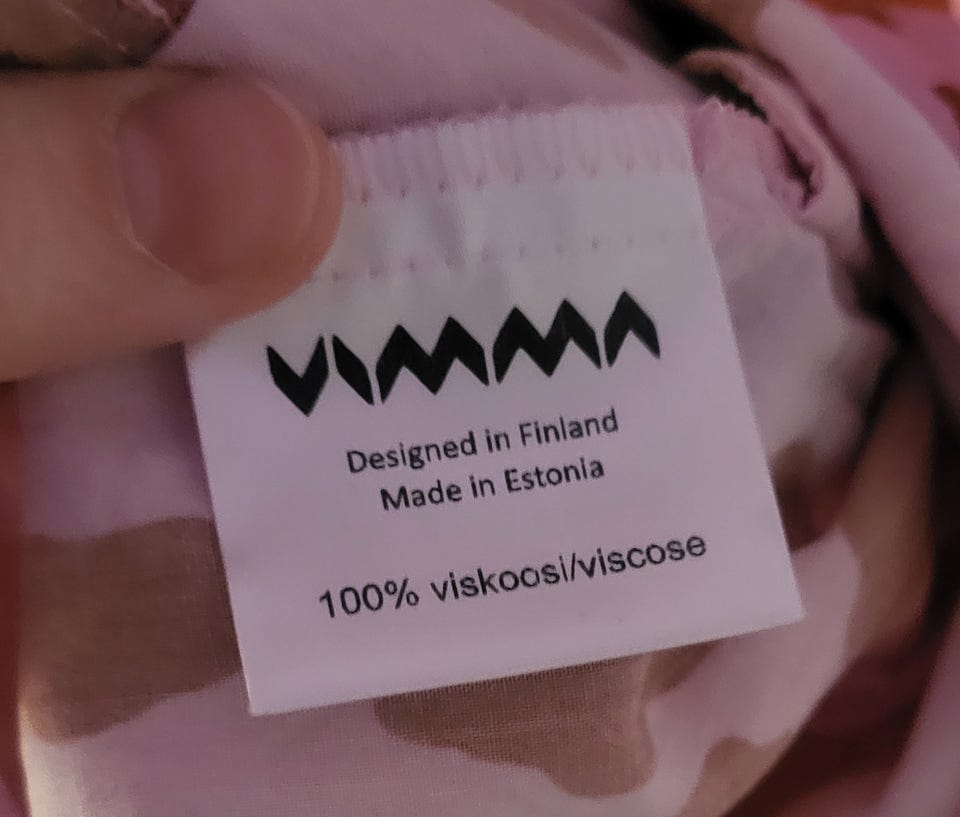 VIMMA
Designed in Finland
Made in Estonia
100% viskoosi/viscose